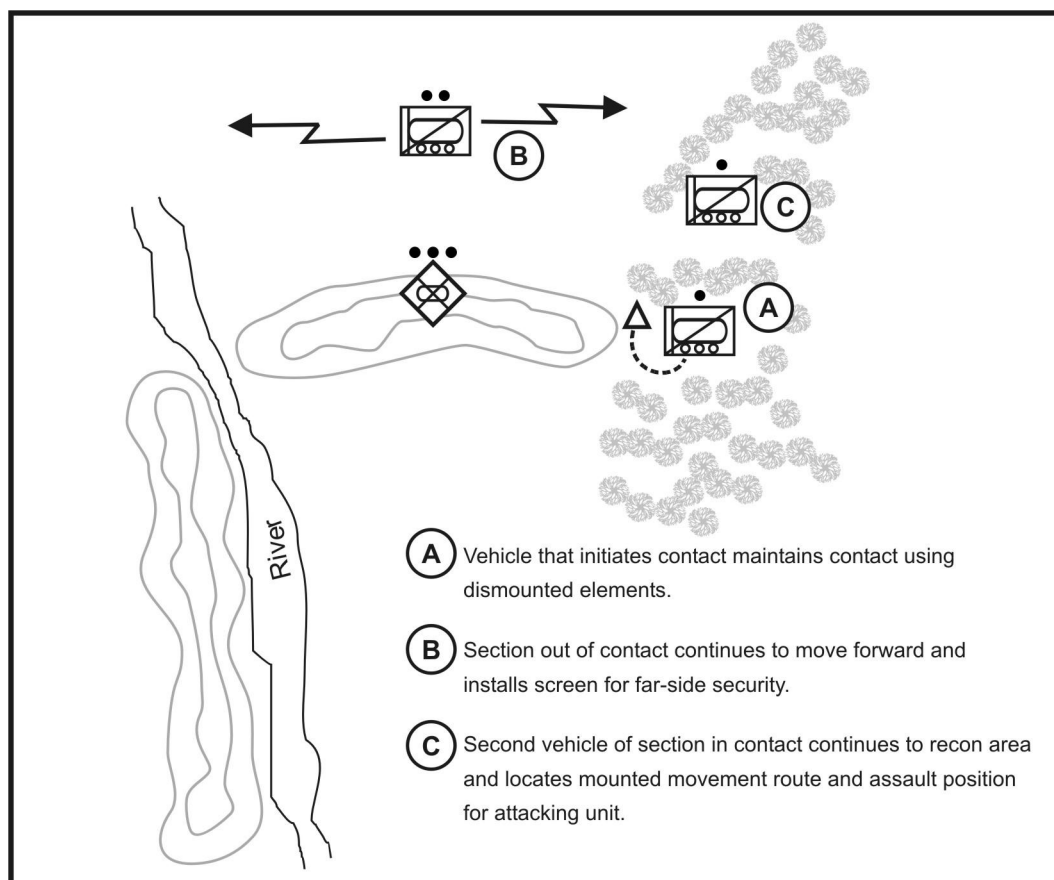 B
C
A
River
A Vehicle that initiates contact maintains contact using
dismounted elements.
B Section out of contact continues to move forward and
installs screen for far-side security.
C Second vehicle of section in contact continues to recon area
and locates mounted movement route and assault position
for attacking unit.